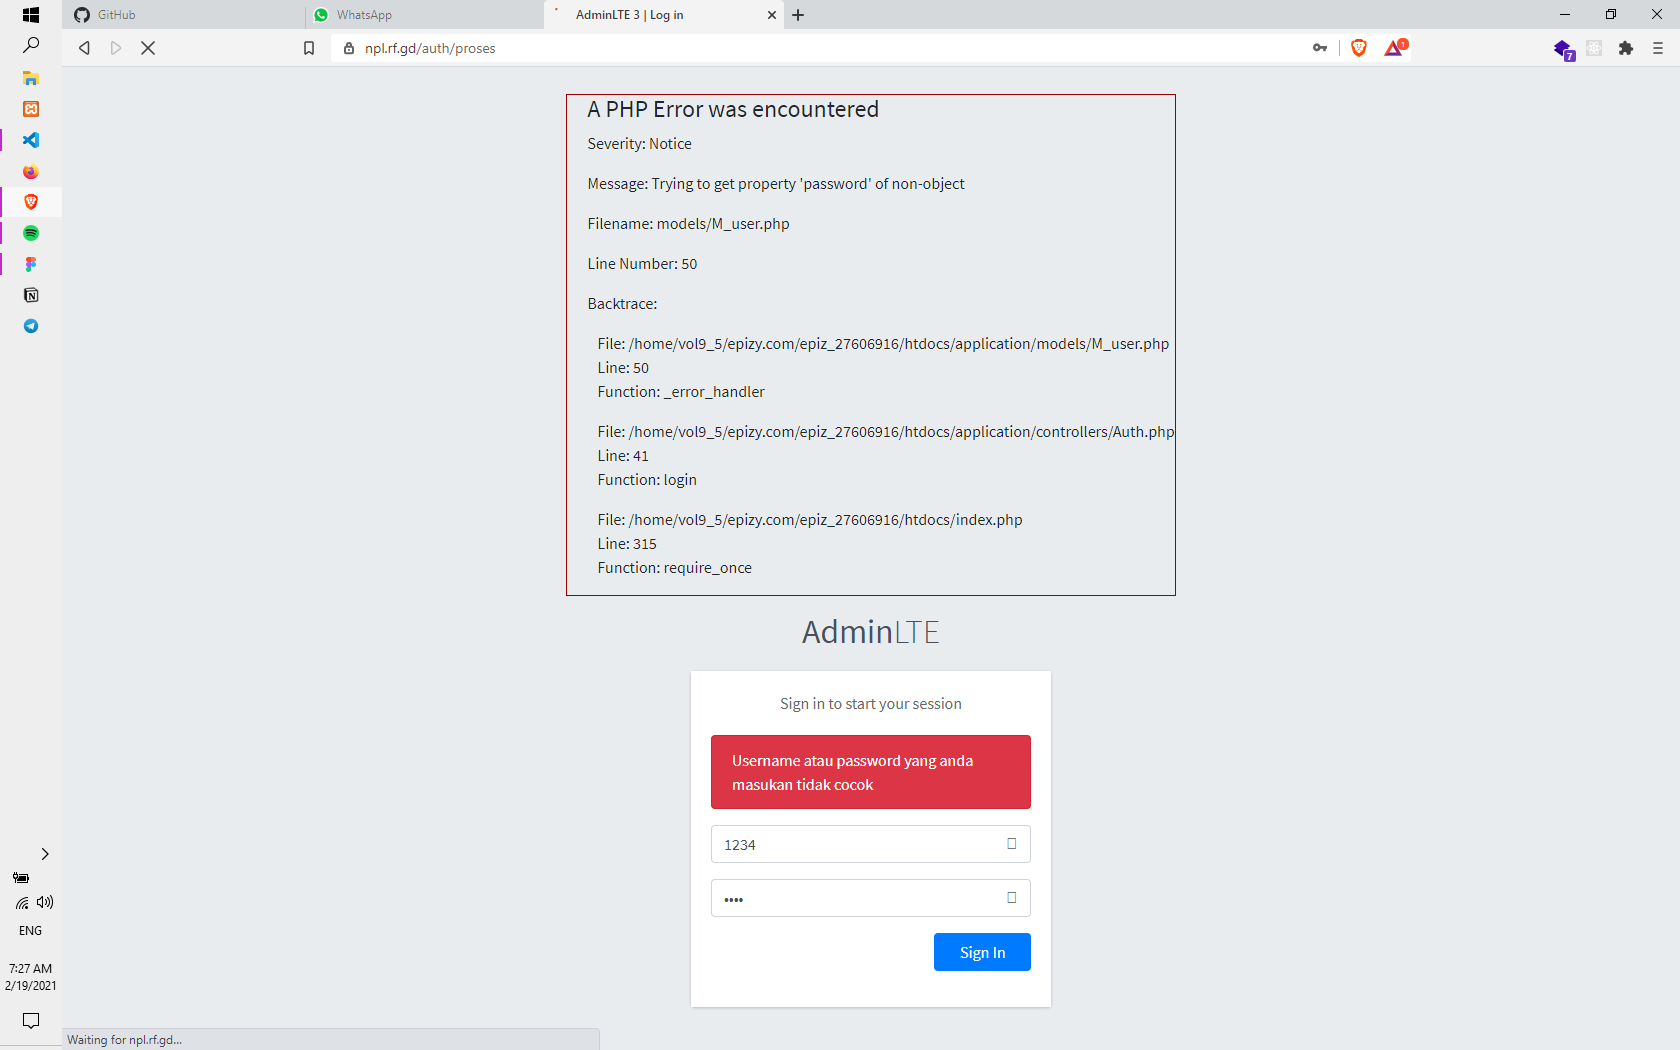 GitHub
WhatsApp
AdminLTE 3 | Log in
npl.rf.gd/auth/proses
1
7
A PHP Error was encountered
Severity: Notice
Message: Trying to get property 'password' of non-object
Filename: models/M_user.php
Line Number: 50
Backtrace:
File: /home/vol9_5/epizy.com/epiz_27606916/htdocs/application/models/M_user.php
Line: 50
Function: _error_handler
File: /home/vol9_5/epizy.com/epiz_27606916/htdocs/application/controllers/Auth.php
Line: 41
Function: login
File: /home/vol9_5/epizy.com/epiz_27606916/htdocs/index.php
Line: 315
Function: require_once
AdminLTE
Sign in to start your session
Username atau password yang anda
masukan tidak cocok
1234
••••
Sign In
ENG
7:27 AM
2/19/2021
Waiting for npl.rf.gd...